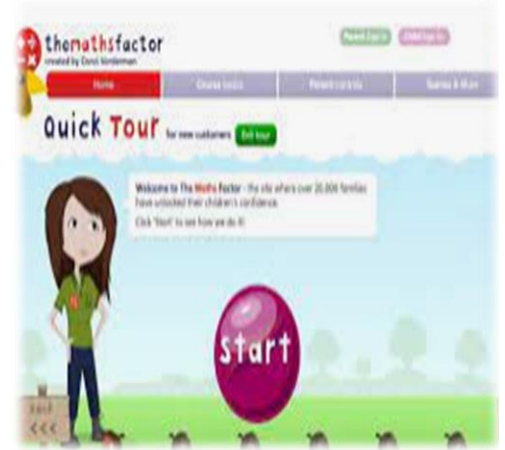 themathsfactor
created by Carol Vorderman
Parent Sign in
Child Sign in
Home
Course basics
Parent controls
Games & More
Quick Tour for new customers Exit tour
Welcome to The Maths Factor - the site where over 20,000 families
have unlocked their children's confidence.
Click 'Start' to see how we do it!
Start
BACK
<<<